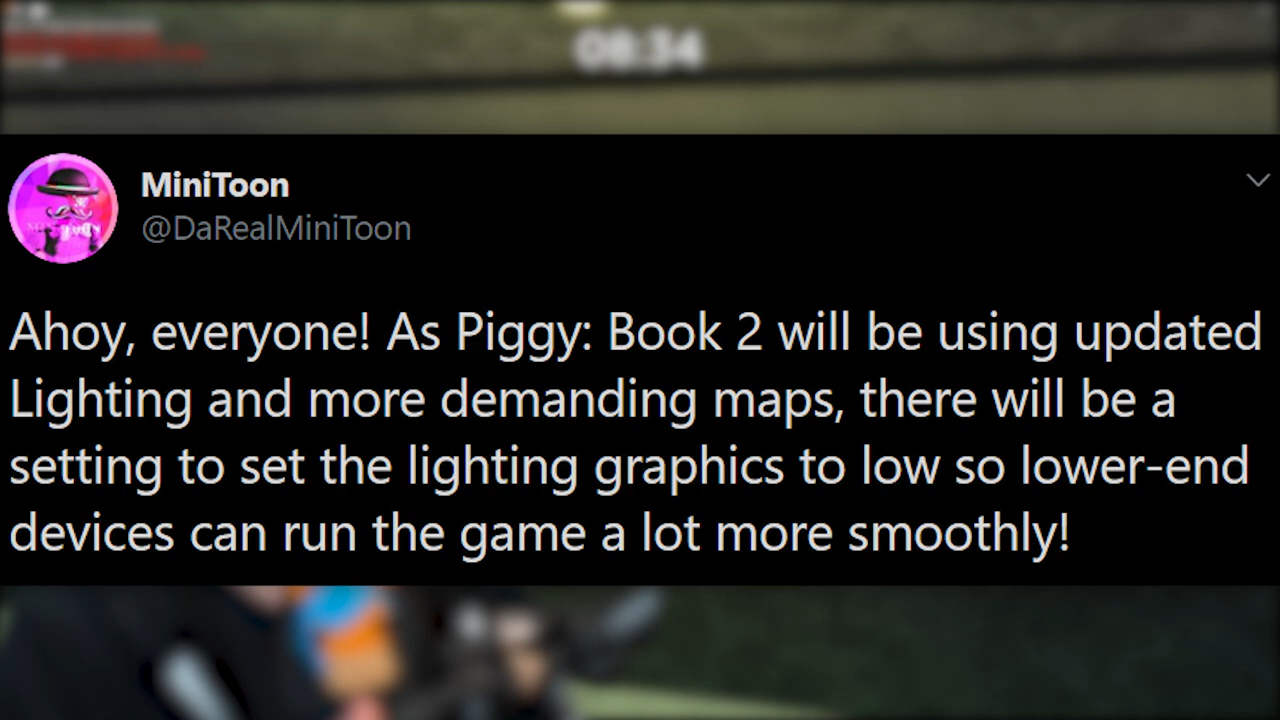 08:34
MiniToon
@DaRealMiniToon
Ahoy, everyone! As Piggy: Book 2 will be using updated
Lighting and more demanding maps, there will be a
setting to set the lighting graphics to low so lower-end
devices can run the game a lot more smoothly!